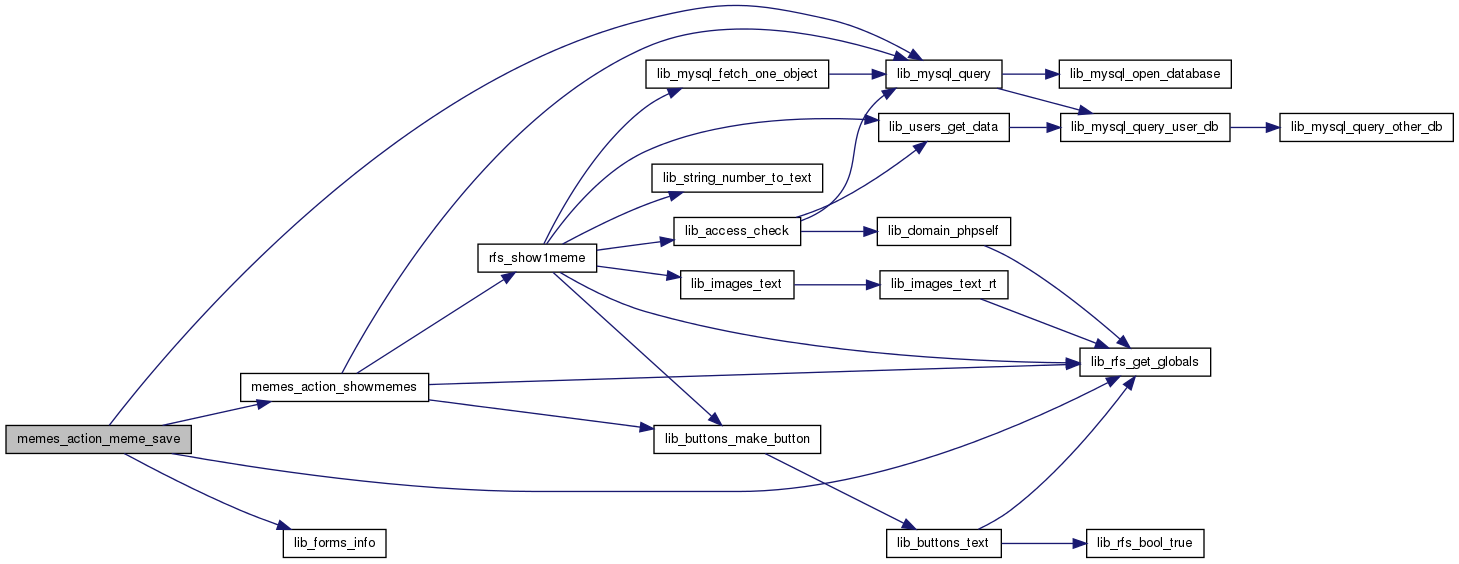 lib_mysql_fetch_one_object
lib_mysql_query
lib_mysql_open_database
lib_users_get_data
lib_mysql_query_user_db
lib_mysql_query_other_db
lib_string_number_to_text
lib_access_check
lib_domain_phpself
rfs_show1meme
lib_images_text
lib_images_text_rt
lib_rfs_get_globals
memes_action_showmemes
memes_action_meme_save
lib_buttons_make_button
lib_forms_info
lib_buttons_text
lib_rfs_bool_true